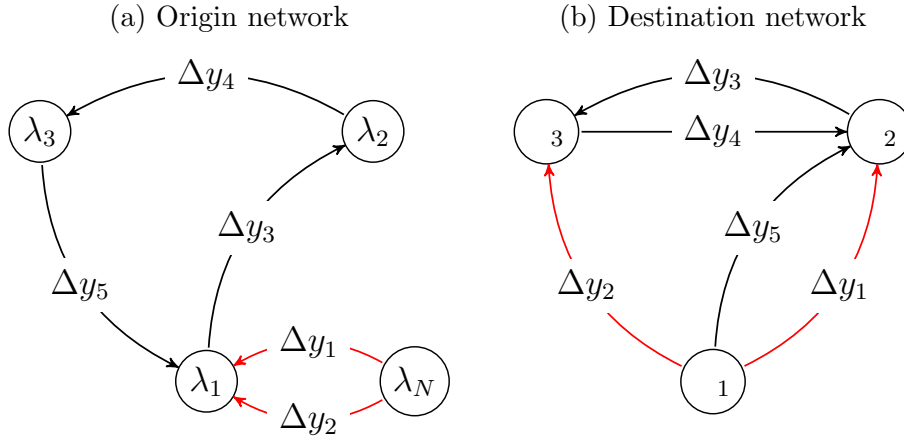 (a) Origin network
(b) Destination network
Δy₄
λ₃
λ₂
Δy₃
Δy₅
Δy₁
λ₁
λ_N
Δy₂
Δy₃
3
Δy₄
2
Δy₅
Δy₂
Δy₁
1